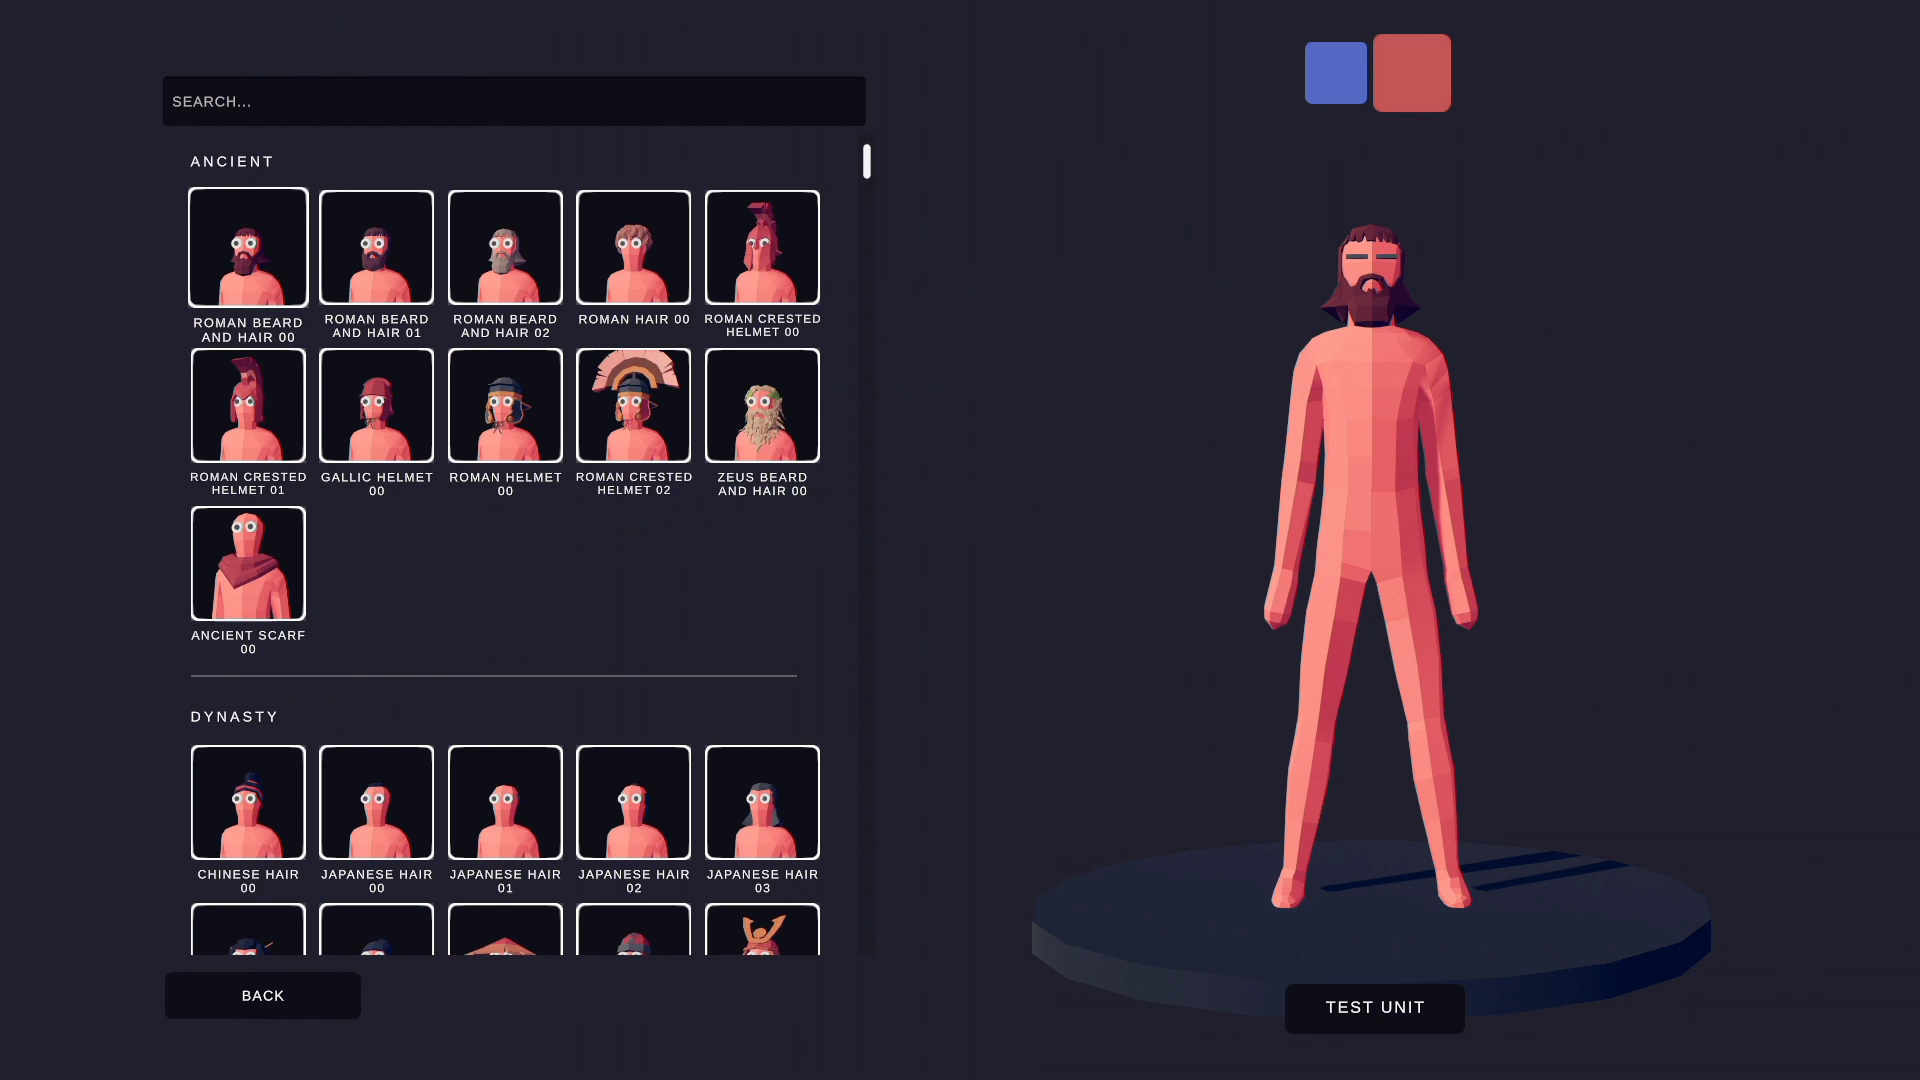 SEARCH...
ANCIENT
ROMAN BEARD
AND HAIR 00
ROMAN BEARD
AND HAIR 01
ROMAN BEARD
AND HAIR 02
ROMAN HAIR 00
ROMAN CRESTED
HELMET 00
ROMAN CRESTED
HELMET 01
GALLIC HELMET
00
ROMAN HELMET
00
ROMAN CRESTED
HELMET 02
ZEUS BEARD
AND HAIR 00
ANCIENT SCARF
00
DYNASTY
CHINESE HAIR
00
JAPANESE HAIR
00
JAPANESE HAIR
01
JAPANESE HAIR
02
JAPANESE HAIR
03
BACK
TEST UNIT